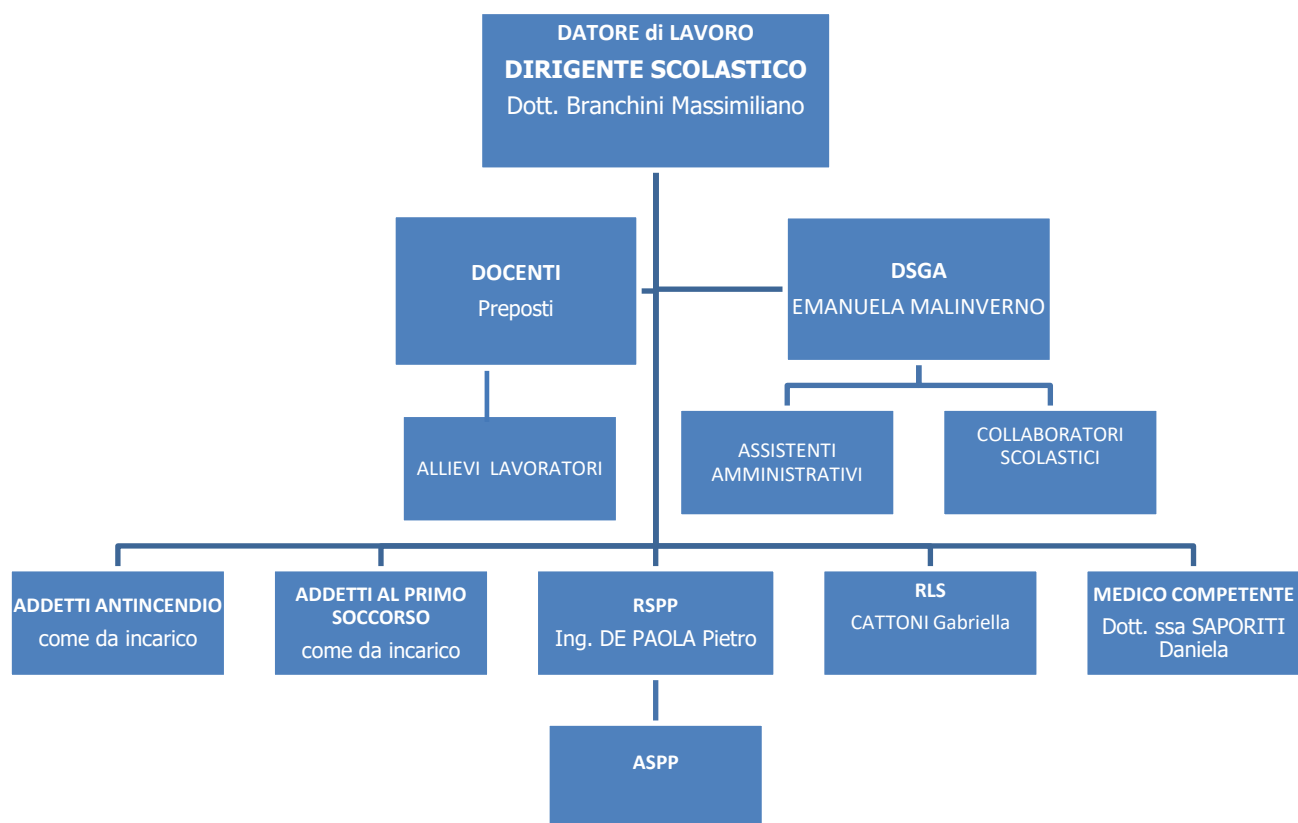 DATORE di LAVORO
DIRIGENTE SCOLASTICO
Dott. Branchini Massimiliano
DOCENTI
Preposti
DSGA
EMANUELA MALINVERNO
ALLIEVI LAVORATORI
ASSISTENTI
AMMINISTRATIVI
COLLABORATORI
SCOLASTICI
ADDETTI ANTINCENDIO
come da incarico
ADDETTI AL PRIMO
SOCCORSO
come da incarico
RSPP
Ing. DE PAOLA Pietro
RLS
CATTONI Gabriella
MEDICO COMPETENTE
Dott. ssa SAPORITI
Daniela
ASPP